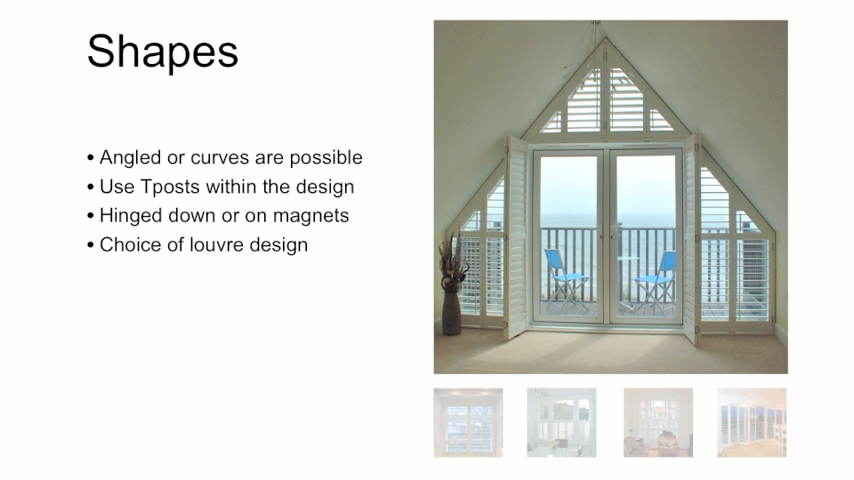 Shapes
• Angled or curves are possible
• Use Tposts within the design
• Hinged down or on magnets
• Choice of louvre design